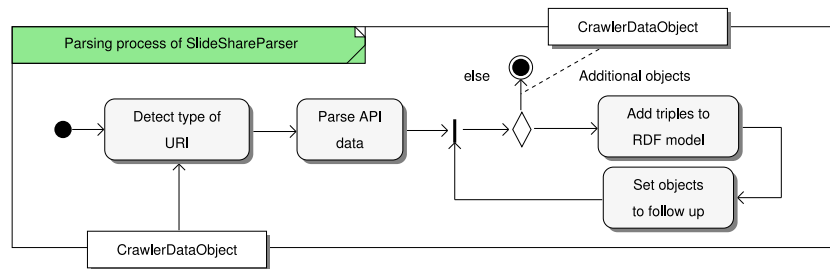 CrawlerDataObject
Parsing process of SlideShareParser
else
Additional objects
Detect type of
URI
Parse API
data
Add triples to
RDF model
Set objects
to follow up
CrawlerDataObject